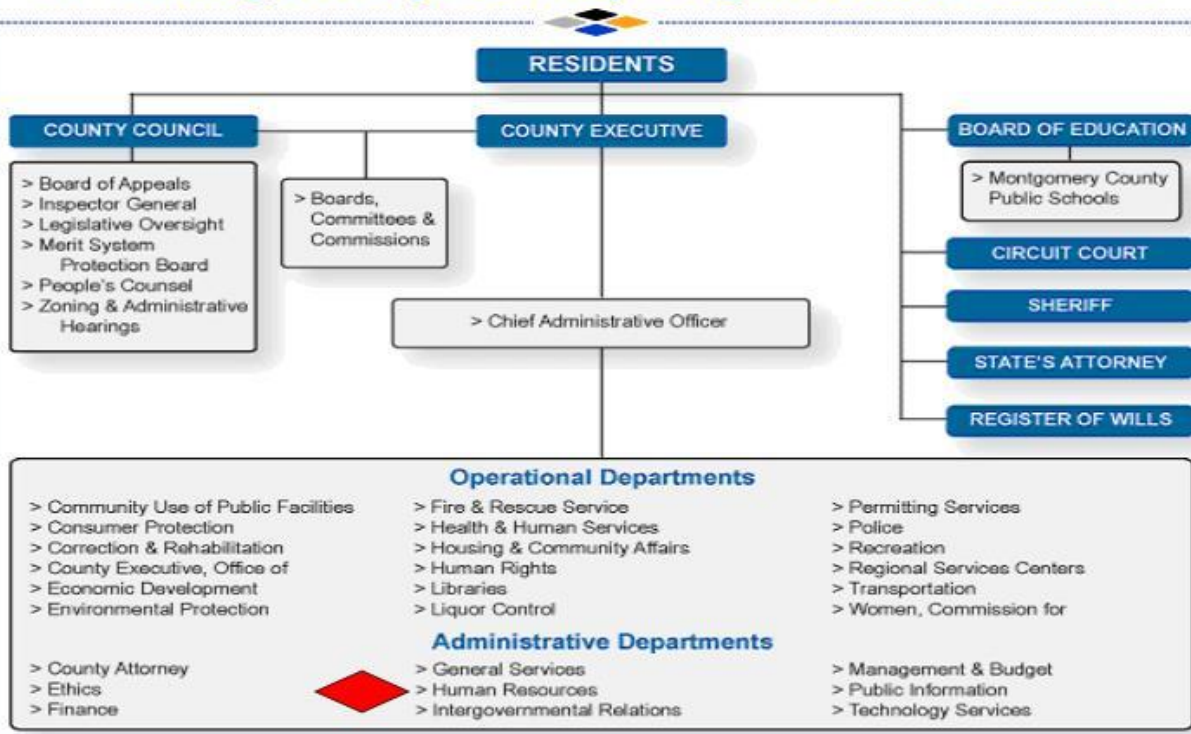 RESIDENTS
COUNTY COUNCIL
COUNTY EXECUTIVE
BOARD OF EDUCATION
> Board of Appeals
> Inspector General
> Legislative Oversight
> Merit System
Protection Board
> People's Counsel
> Zoning & Administrative
Hearings
> Boards,
Committees &
Commissions
> Montgomery County
Public Schools
CIRCUIT COURT
SHERIFF
STATE'S ATTORNEY
REGISTER OF WILLS
> Chief Administrative Officer
Operational Departments
> Community Use of Public Facilities
> Consumer Protection
> Correction & Rehabilitation
> County Executive, Office of
> Economic Development
> Environmental Protection
> Fire & Rescue Service
> Health & Human Services
> Housing & Community Affairs
> Human Rights
> Libraries
> Liquor Control
> Permitting Services
> Police
> Recreation
> Regional Services Centers
> Transportation
> Women, Commission for
Administrative Departments
> County Attorney
> Ethics
> Finance
> General Services
> Human Resources
> Intergovernmental Relations
> Management & Budget
> Public Information
> Technology Services